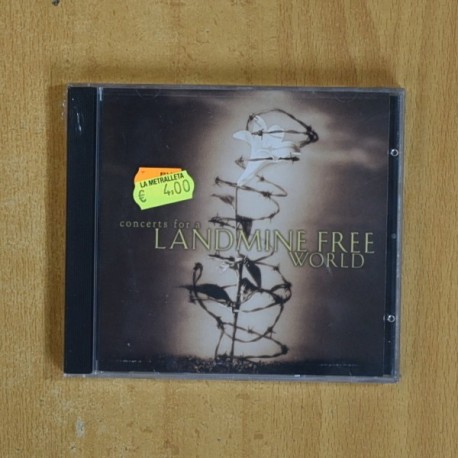 LA METRALLETA
€ 4,00
concerts for a
LANDMINE FREE
WORLD